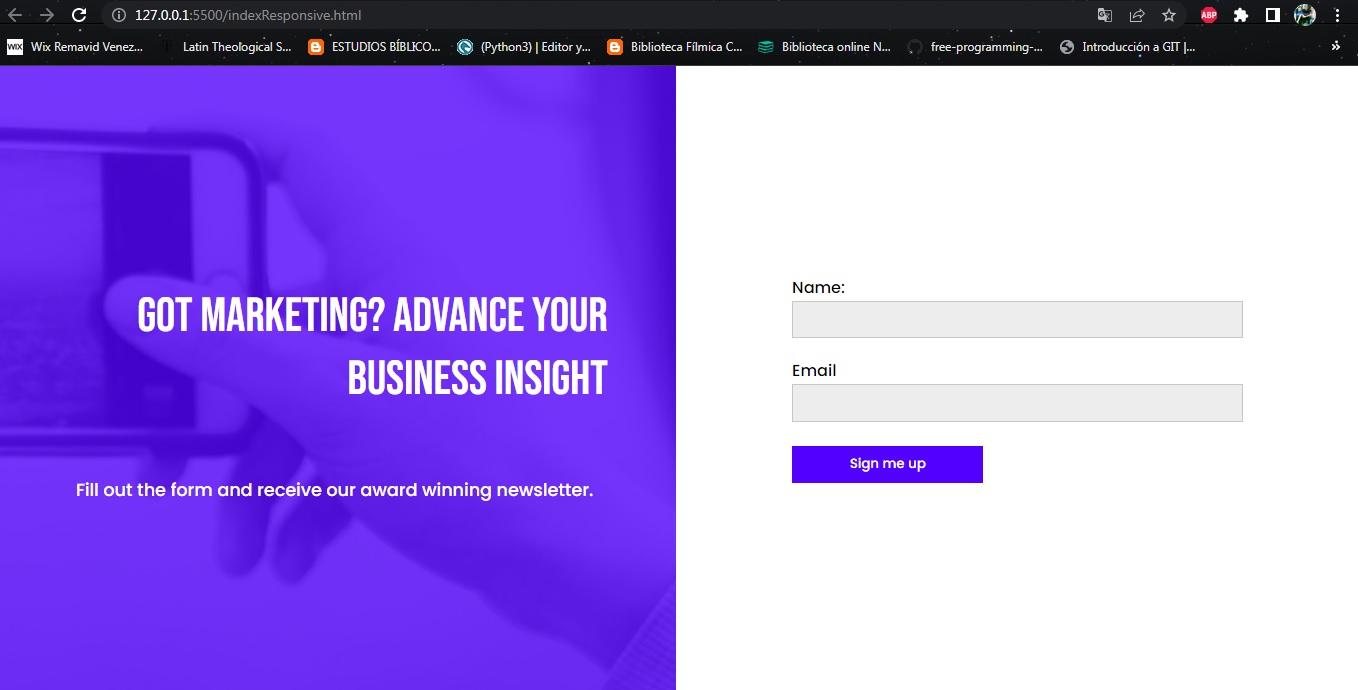 127.0.0.1:5500/indexResponsive.html
ABP
WIX Wix Remavid Venez... Latin Theological S... ESTUDIOS BÍBLICO... (Python3) | Editor y... Biblioteca Fílmica C... Biblioteca online N... free-programming-... Introducción a GIT |... »
GOT MARKETING? ADVANCE YOUR
BUSINESS INSIGHT
Fill out the form and receive our award winning newsletter.
Name:
Email
Sign me up